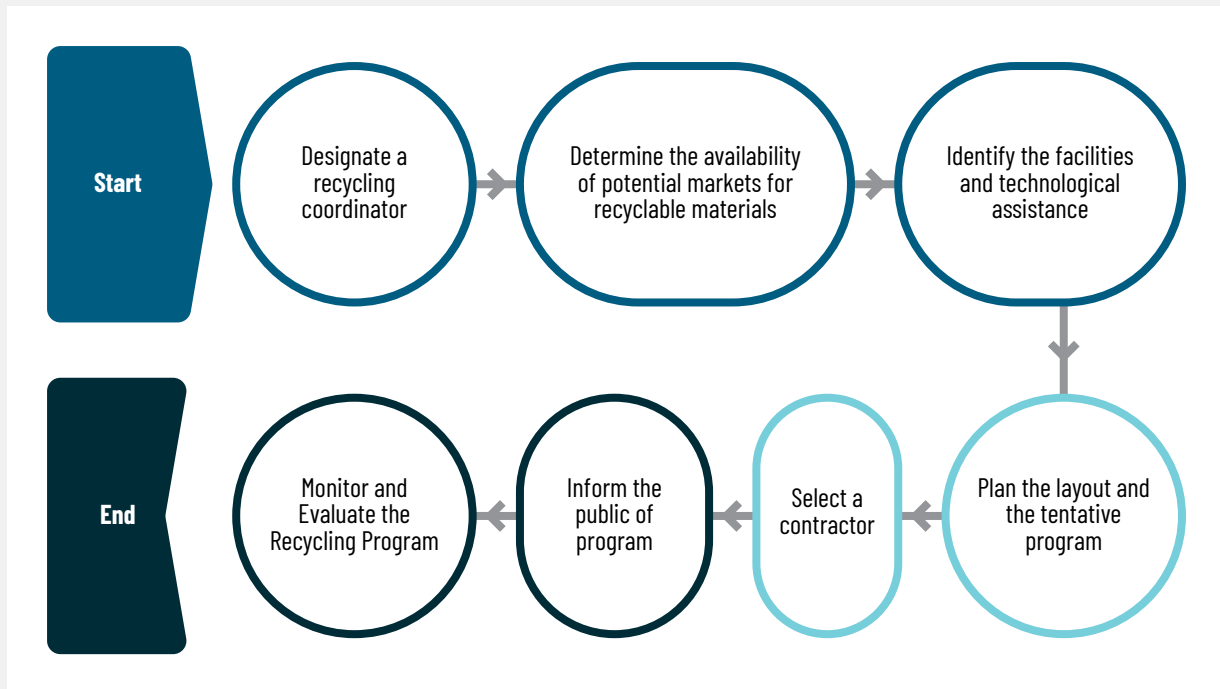 Start
Designate a
recycling
coordinator
Determine the availability
of potential markets for
recyclable materials
Identify the facilities
and technological
assistance
Plan the layout and
the tentative
program
Select a
contractor
Inform the
public of
program
Monitor and
Evaluate the
Recycling Program
End